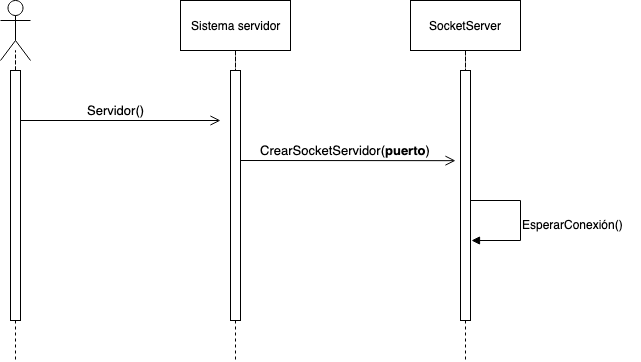 Sistema servidor
SocketServer
Servidor()
CrearSocketServidor(puerto)
EsperarConexión()